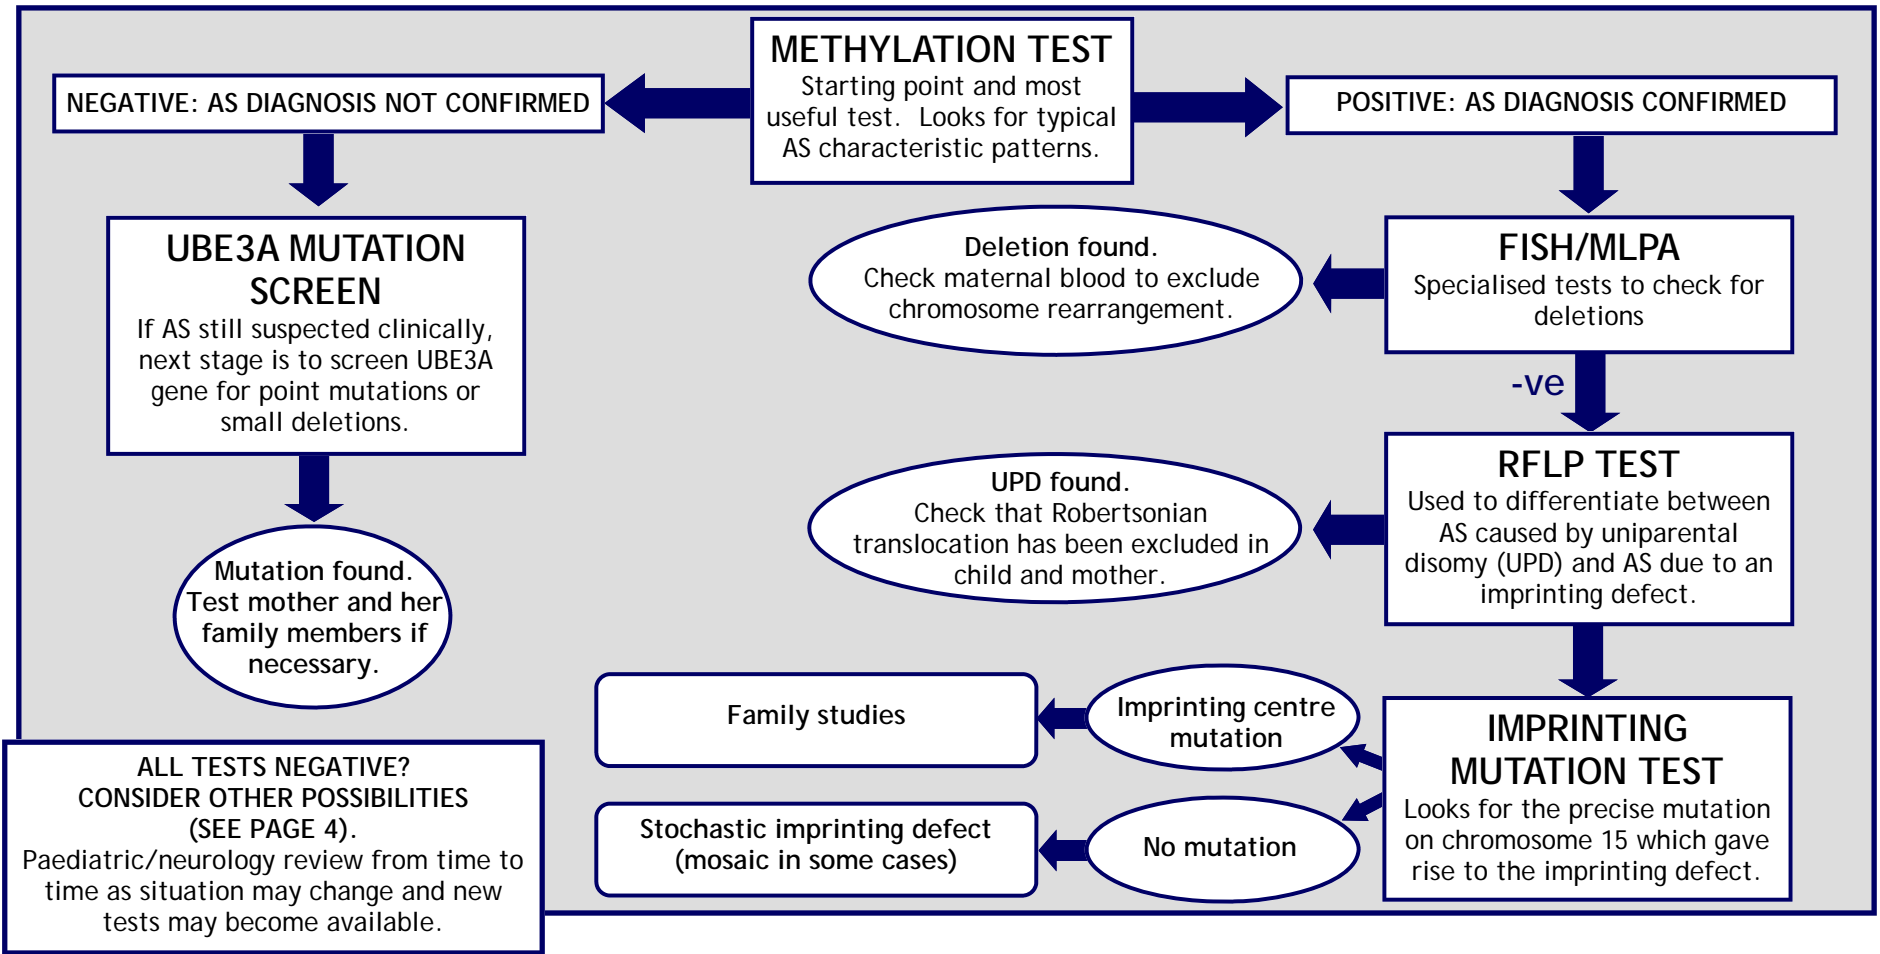 METHYLATION TEST
Starting point and most
useful test.  Looks for typical
AS characteristic patterns.
NEGATIVE: AS DIAGNOSIS NOT CONFIRMED
POSITIVE: AS DIAGNOSIS CONFIRMED
UBE3A MUTATION
SCREEN
If AS still suspected clinically,
next stage is to screen UBE3A
gene for point mutations or
small deletions.
Mutation found.
Test mother and her
family members if
necessary.
Deletion found.
Check maternal blood to exclude
chromosome rearrangement.
FISH/MLPA
Specialised tests to check for
deletions
-ve
UPD found.
Check that Robertsonian
translocation has been excluded in
child and mother.
RFLP TEST
Used to differentiate between
AS caused by uniparental
disomy (UPD) and AS due to an
imprinting defect.
Family studies
Imprinting centre
mutation
IMPRINTING
MUTATION TEST
Looks for the precise mutation
on chromosome 15 which gave
rise to the imprinting defect.
Stochastic imprinting defect
(mosaic in some cases)
No mutation
ALL TESTS NEGATIVE?
CONSIDER OTHER POSSIBILITIES
(SEE PAGE 4).
Paediatric/neurology review from time to
time as situation may change and new
tests may become available.